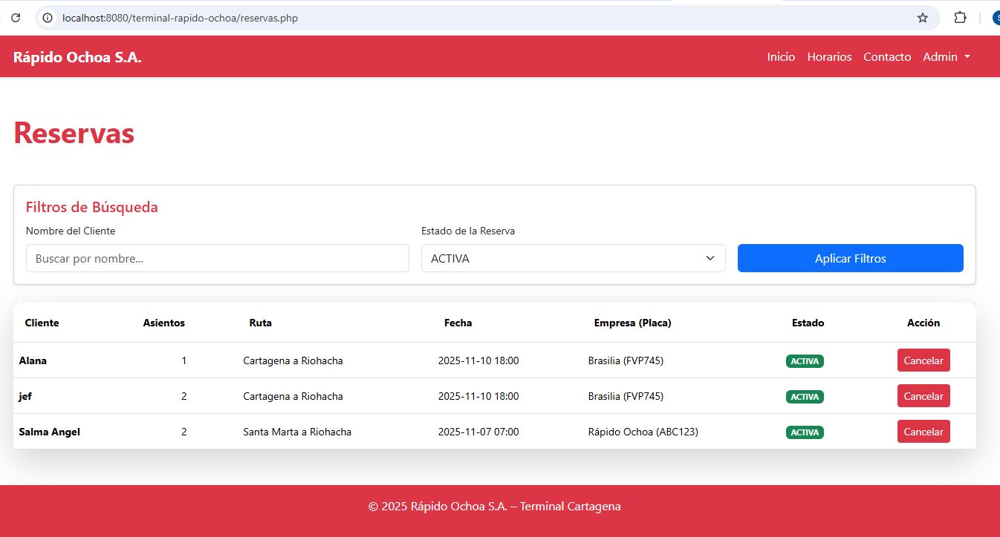 localhost:8080/terminal-rapido-ochoa/reservas.php
Rápido Ochoa S.A. Inicio Horarios Contacto Admin
Reservas
Filtros de Búsqueda
Nombre del Cliente Estado de la Reserva
Buscar por nombre... ACTIVA Aplicar Filtros
Cliente Asientos Ruta Fecha Empresa (Placa) Estado Acción
Alana 1 Cartagena a Riohacha 2025-11-10 18:00 Brasilia (FVP745) ACTIVA Cancelar
jef 2 Cartagena a Riohacha 2025-11-10 18:00 Brasilia (FVP745) ACTIVA Cancelar
Salma Angel 2 Santa Marta a Riohacha 2025-11-07 07:00 Rápido Ochoa (ABC123) ACTIVA Cancelar
© 2025 Rápido Ochoa S.A. – Terminal Cartagena